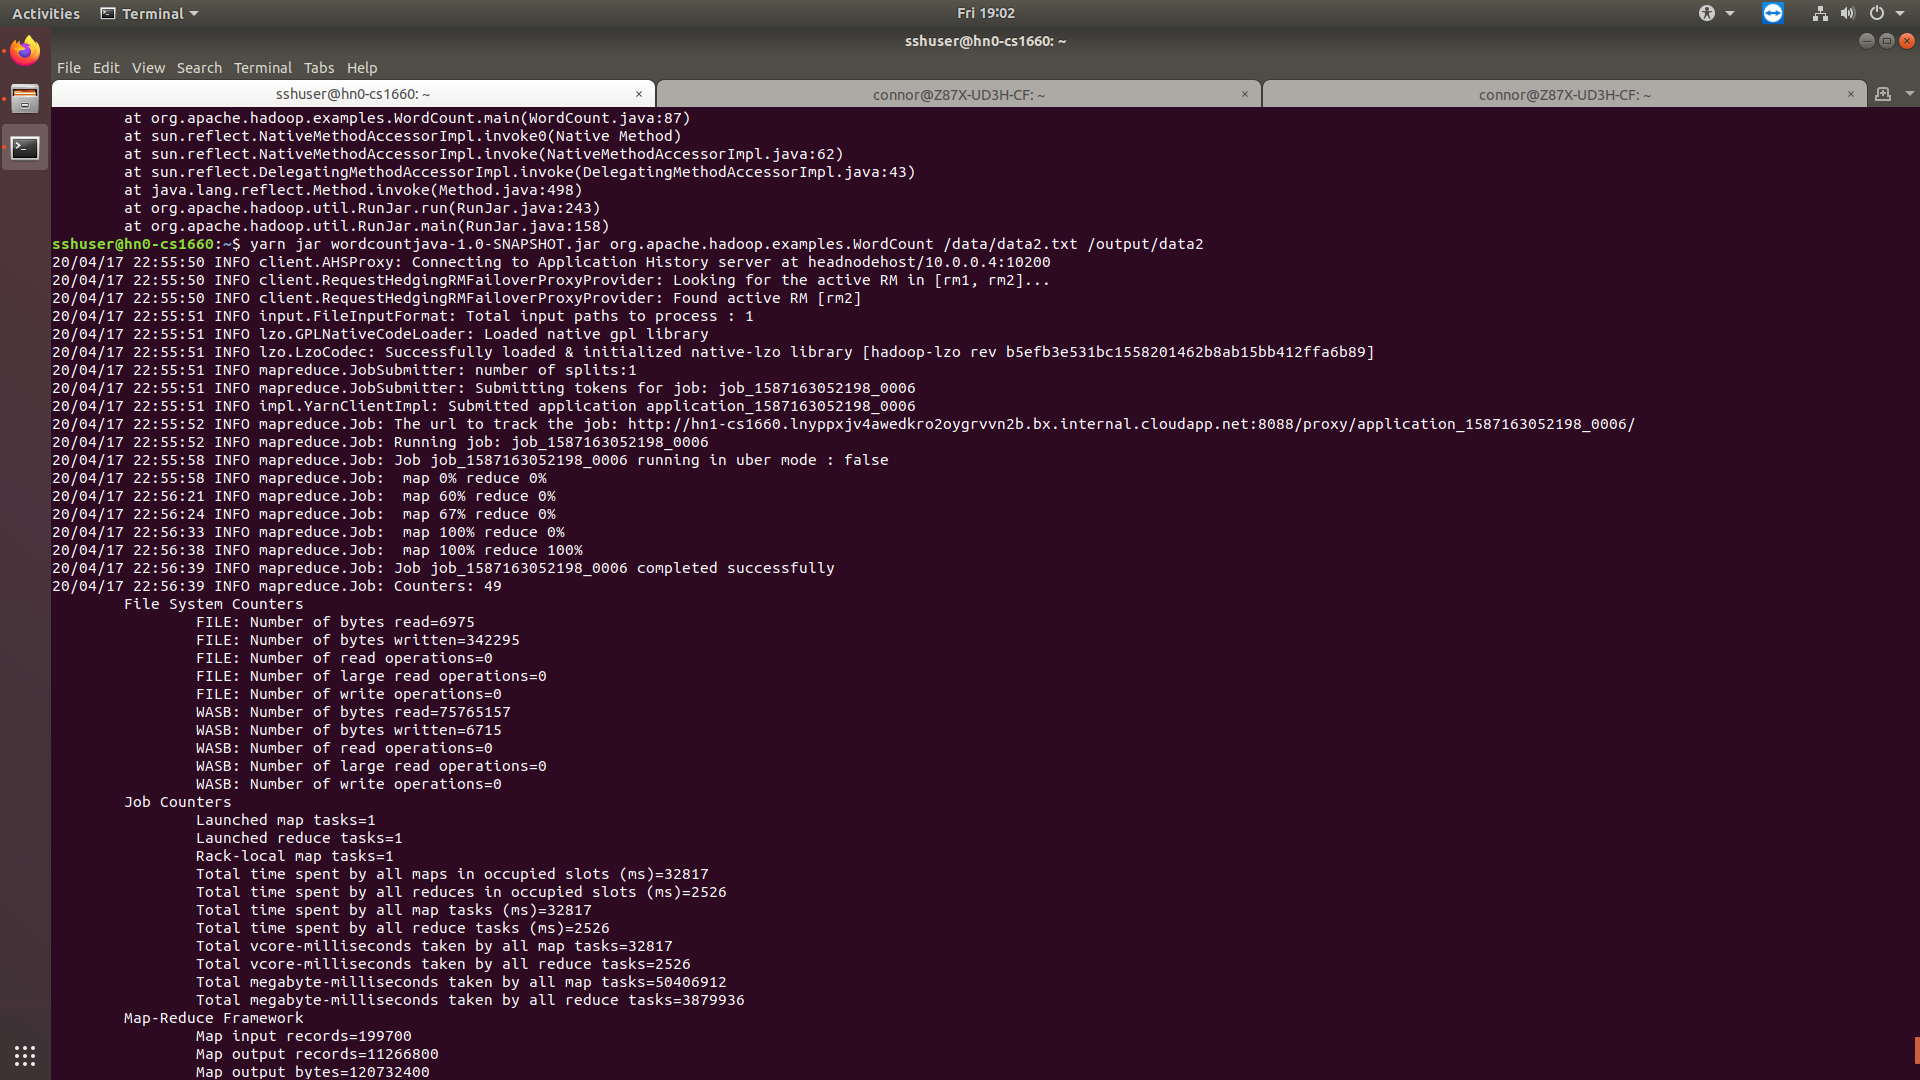 Activities
Terminal
Fri 19:02
sshuser@hn0-cs1660: ~
File Edit View Search Terminal Tabs Help
sshuser@hn0-cs1660: ~ × connor@Z87X-UD3H-CF: ~ × connor@Z87X-UD3H-CF: ~ ×
at org.apache.hadoop.examples.WordCount.main(WordCount.java:87)
at sun.reflect.NativeMethodAccessorImpl.invoke0(Native Method)
at sun.reflect.NativeMethodAccessorImpl.invoke(NativeMethodAccessorImpl.java:62)
at sun.reflect.DelegatingMethodAccessorImpl.invoke(DelegatingMethodAccessorImpl.java:43)
at java.lang.reflect.Method.invoke(Method.java:498)
at org.apache.hadoop.util.RunJar.run(RunJar.java:243)
at org.apache.hadoop.util.RunJar.main(RunJar.java:158)
sshuser@hn0-cs1660:~$ yarn jar wordcountjava-1.0-SNAPSHOT.jar org.apache.hadoop.examples.WordCount /data/data2.txt /output/data2
20/04/17 22:55:50 INFO client.AHSProxy: Connecting to Application History server at headnodehost/10.0.0.4:10200
20/04/17 22:55:50 INFO client.RequestHedgingRMFailoverProxyProvider: Looking for the active RM in [rm1, rm2]...
20/04/17 22:55:50 INFO client.RequestHedgingRMFailoverProxyProvider: Found active RM [rm2]
20/04/17 22:55:51 INFO input.FileInputFormat: Total input paths to process : 1
20/04/17 22:55:51 INFO lzo.GPLNativeCodeLoader: Loaded native gpl library
20/04/17 22:55:51 INFO lzo.LzoCodec: Successfully loaded & initialized native-lzo library [hadoop-lzo rev b5efb3e531bc1558201462b8ab15bb412ffa6b89]
20/04/17 22:55:51 INFO mapreduce.JobSubmitter: number of splits:1
20/04/17 22:55:51 INFO mapreduce.JobSubmitter: Submitting tokens for job: job_1587163052198_0006
20/04/17 22:55:51 INFO impl.YarnClientImpl: Submitted application application_1587163052198_0006
20/04/17 22:55:52 INFO mapreduce.Job: The url to track the job: http://hn1-cs1660.lnyppxjv4awedkro2oygrvvn2b.bx.internal.cloudapp.net:8088/proxy/application_1587163052198_0006/
20/04/17 22:55:52 INFO mapreduce.Job: Running job: job_1587163052198_0006
20/04/17 22:55:58 INFO mapreduce.Job: Job job_1587163052198_0006 running in uber mode : false
20/04/17 22:55:58 INFO mapreduce.Job:  map 0% reduce 0%
20/04/17 22:56:21 INFO mapreduce.Job:  map 60% reduce 0%
20/04/17 22:56:24 INFO mapreduce.Job:  map 67% reduce 0%
20/04/17 22:56:33 INFO mapreduce.Job:  map 100% reduce 0%
20/04/17 22:56:38 INFO mapreduce.Job:  map 100% reduce 100%
20/04/17 22:56:39 INFO mapreduce.Job: Job job_1587163052198_0006 completed successfully
20/04/17 22:56:39 INFO mapreduce.Job: Counters: 49
File System Counters
FILE: Number of bytes read=6975
FILE: Number of bytes written=342295
FILE: Number of read operations=0
FILE: Number of large read operations=0
FILE: Number of write operations=0
WASB: Number of bytes read=75765157
WASB: Number of bytes written=6715
WASB: Number of read operations=0
WASB: Number of large read operations=0
WASB: Number of write operations=0
Job Counters
Launched map tasks=1
Launched reduce tasks=1
Rack-local map tasks=1
Total time spent by all maps in occupied slots (ms)=32817
Total time spent by all reduces in occupied slots (ms)=2526
Total time spent by all map tasks (ms)=32817
Total time spent by all reduce tasks (ms)=2526
Total vcore-milliseconds taken by all map tasks=32817
Total vcore-milliseconds taken by all reduce tasks=2526
Total megabyte-milliseconds taken by all map tasks=50406912
Total megabyte-milliseconds taken by all reduce tasks=3879936
Map-Reduce Framework
Map input records=199700
Map output records=11266800
Map output bytes=120732400